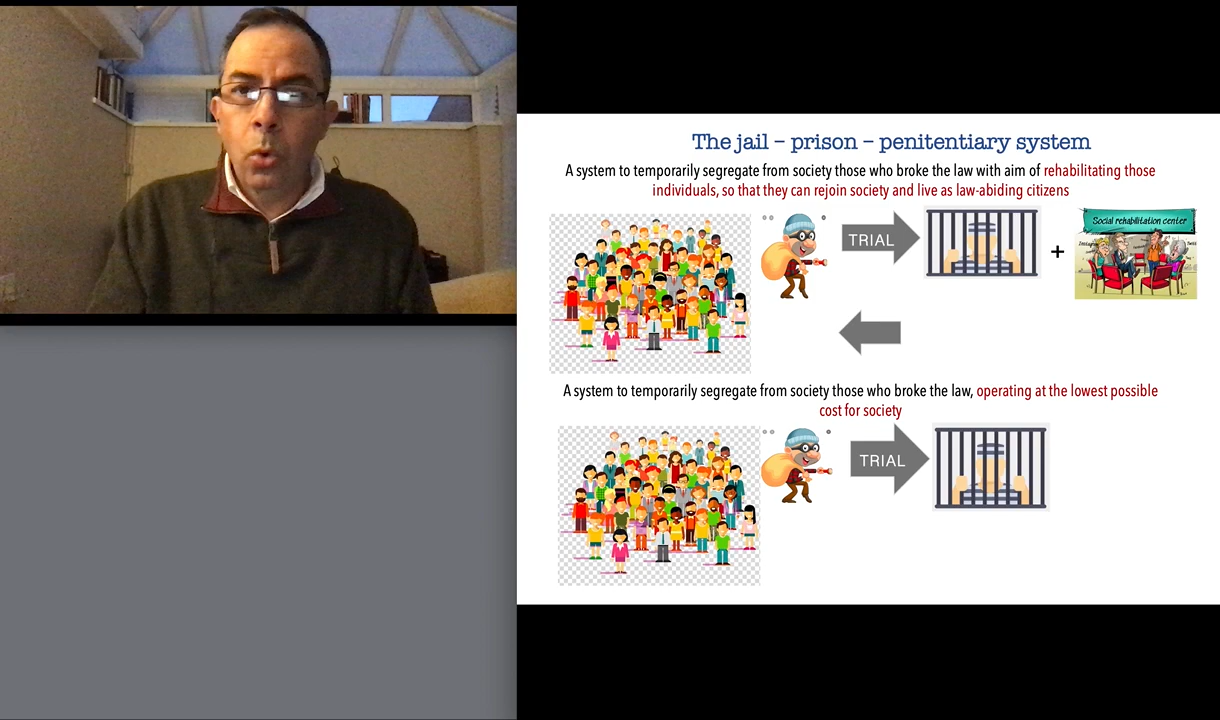 The jail – prison – penitentiary system
A system to temporarily segregate from society those who broke the law with aim of rehabilitating those
individuals, so that they can rejoin society and live as law-abiding citizens
TRIAL
+
Social rehabilitation center
A system to temporarily segregate from society those who broke the law, operating at the lowest possible
cost for society
TRIAL